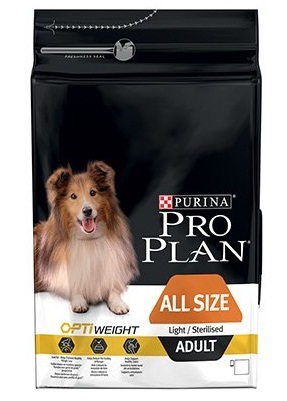 FRESHNESS SEAL
PURINA
PRO
PLAN
OPTIWEIGHT
ALL SIZE
Light / Sterilised
ADULT